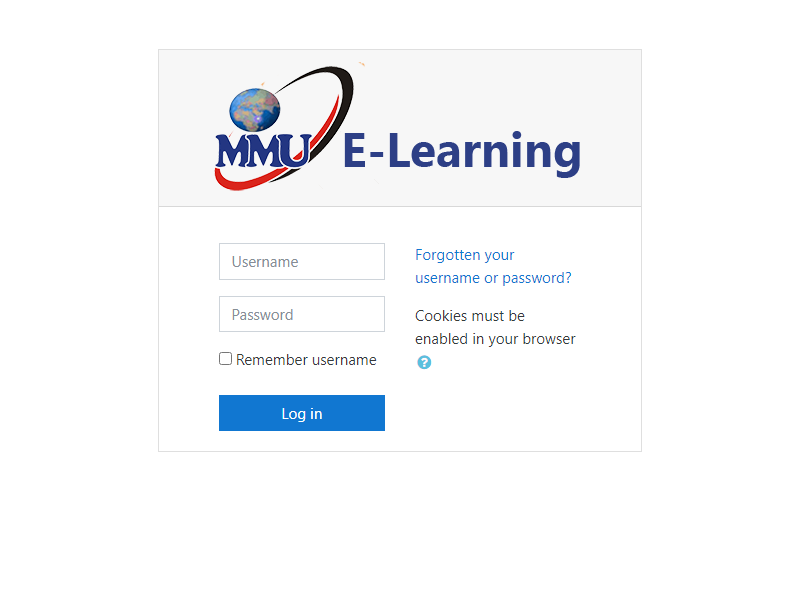 MMU E-Learning
Username
Password
Remember username
Log in
Forgotten your
username or password?
Cookies must be
enabled in your browser
?